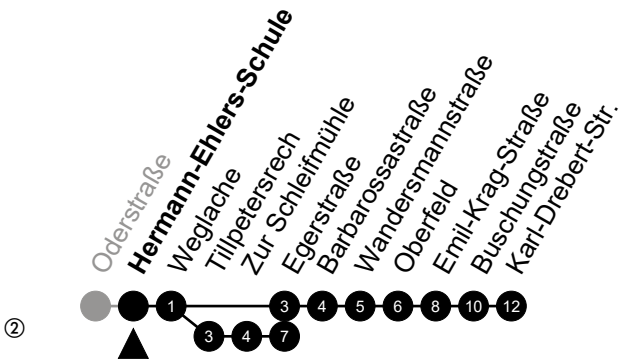 Oderstraße
Hermann-Ehlers-Schule
Weglache
Tillpetersrech
Zur Schleifmühle
Egerstraße
Barbarossastraße
Wandersmannstraße
Oberfeld
Emil-Krag-Straße
Buschungstraße
Karl-Drebert-Str.
1 3 4 5 6 8 10 12
② 3 4 7